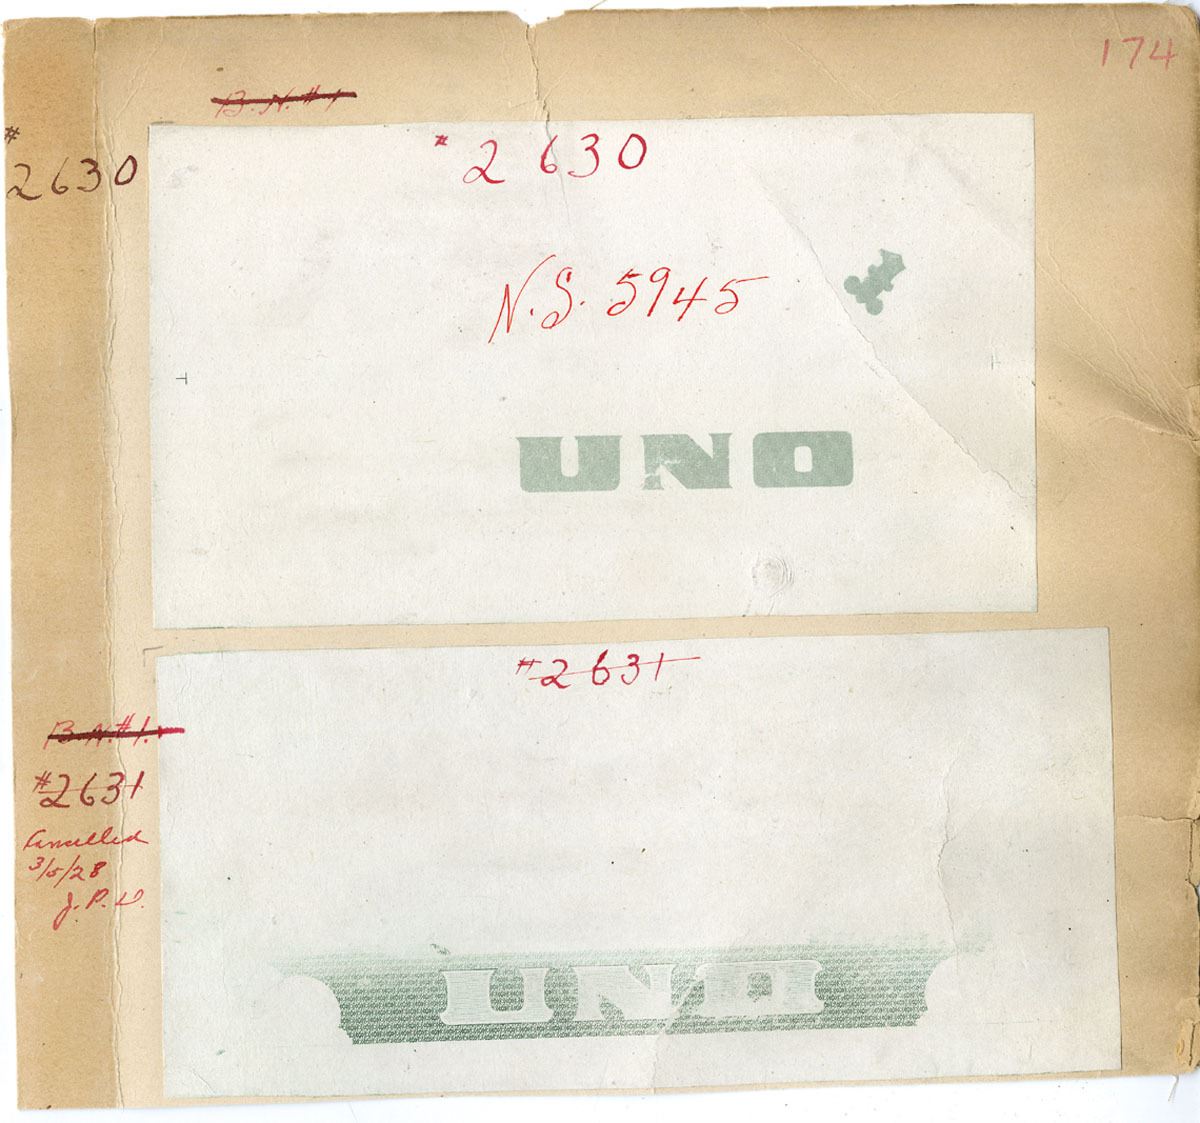 174
B. N. #1
# 2630
# 2630
N.S. 5945
UNO
#2631
B. N. #1.
#2631
Cancelled
3/5/28
J.P.D.
UNO